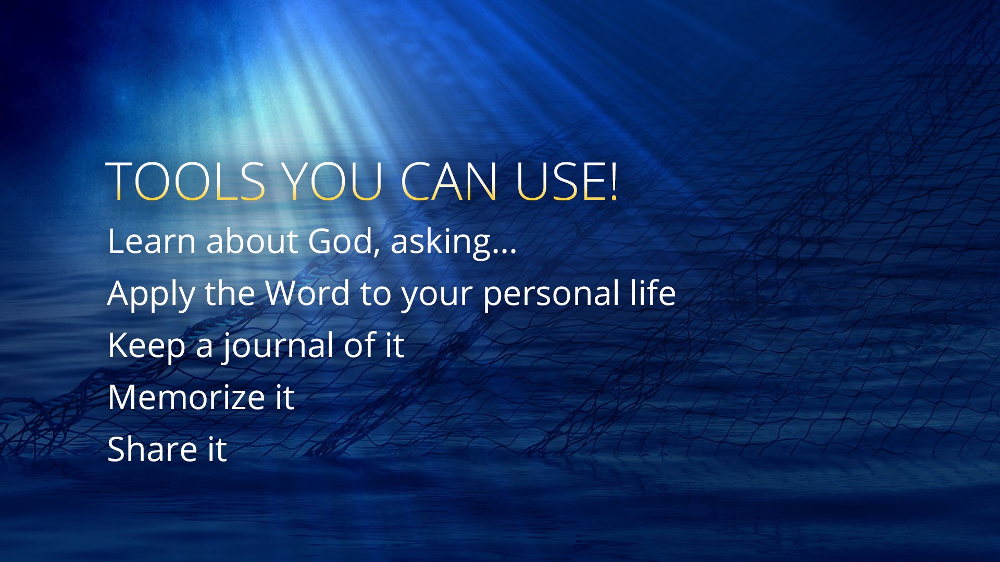 TOOLS YOU CAN USE!
Learn about God, asking...
Apply the Word to your personal life
Keep a journal of it
Memorize it
Share it